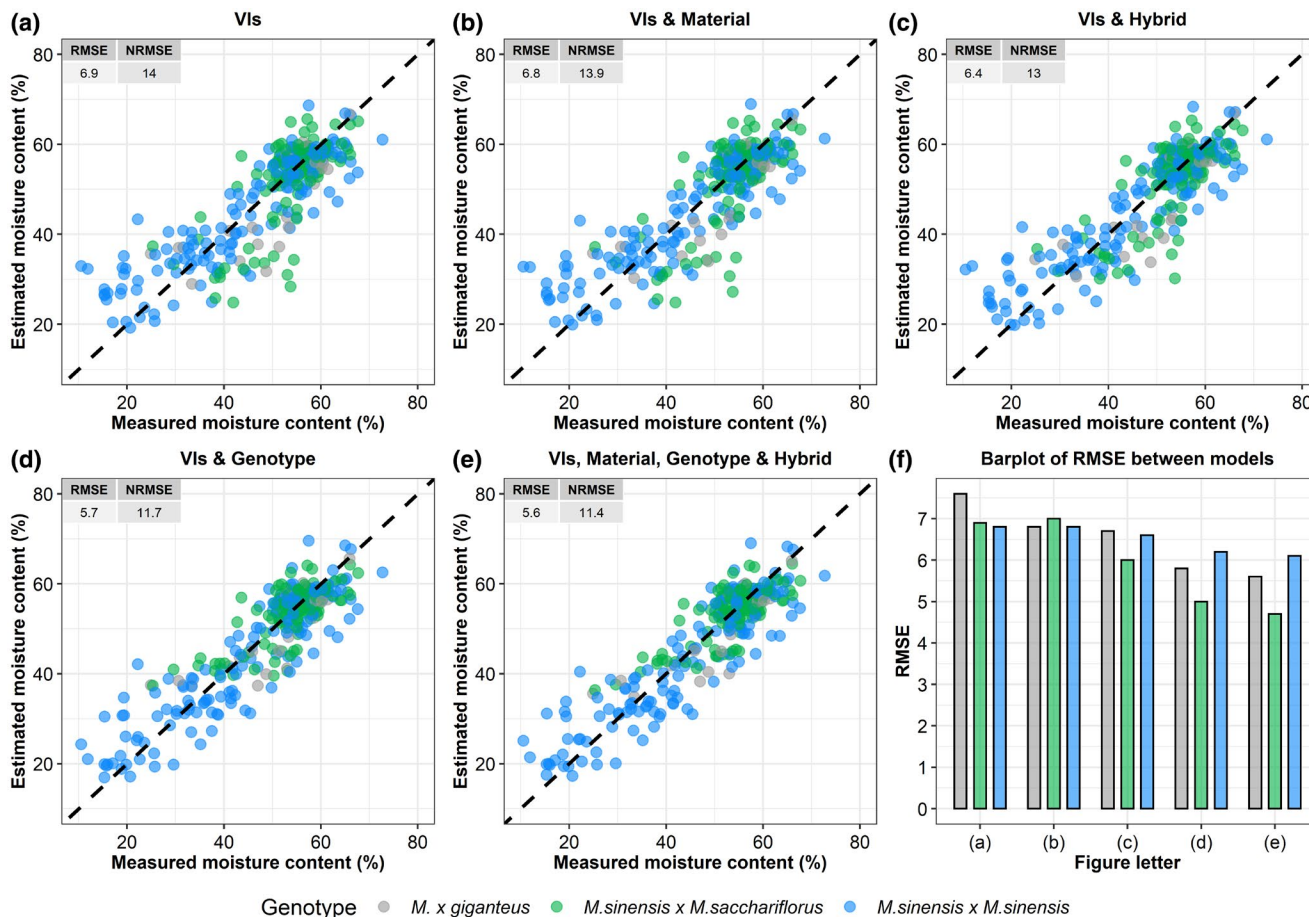 (a) VIs
RMSE NRMSE
6.9 14
80
60
40
20
Estimated moisture content (%)
20 40 60 80
Measured moisture content (%)
(b) VIs & Material
RMSE NRMSE
6.8 13.9
80
60
40
20
Estimated moisture content (%)
20 40 60 80
Measured moisture content (%)
(c) VIs & Hybrid
RMSE NRMSE
6.4 13
80
60
40
20
Estimated moisture content (%)
20 40 60 80
Measured moisture content (%)
(d) VIs & Genotype
RMSE NRMSE
5.7 11.7
80
60
40
20
Estimated moisture content (%)
20 40 60 80
Measured moisture content (%)
(e) VIs, Material, Genotype & Hybrid
RMSE NRMSE
5.6 11.4
80
60
40
20
Estimated moisture content (%)
20 40 60 80
Measured moisture content (%)
(f) Barplot of RMSE between models
7
6
5
4
3
2
1
0
RMSE
(a) (b) (c) (d) (e)
Figure letter
Genotype M. x giganteus M.sinensis x M.sacchariflorus M.sinensis x M.sinensis